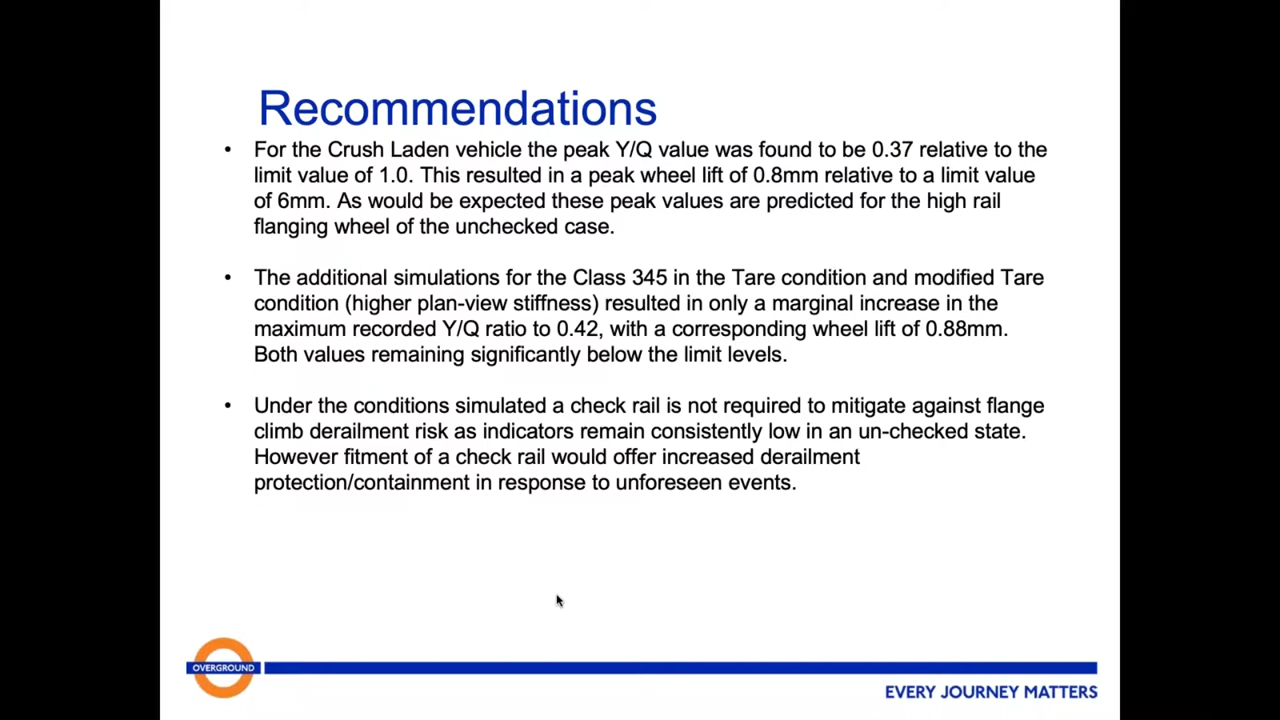 Recommendations
• For the Crush Laden vehicle the peak Y/Q value was found to be 0.37 relative to the
limit value of 1.0. This resulted in a peak wheel lift of 0.8mm relative to a limit value
of 6mm. As would be expected these peak values are predicted for the high rail
flanging wheel of the unchecked case.
• The additional simulations for the Class 345 in the Tare condition and modified Tare
condition (higher plan-view stiffness) resulted in only a marginal increase in the
maximum recorded Y/Q ratio to 0.42, with a corresponding wheel lift of 0.88mm.
Both values remaining significantly below the limit levels.
• Under the conditions simulated a check rail is not required to mitigate against flange
climb derailment risk as indicators remain consistently low in an un-checked state.
However fitment of a check rail would offer increased derailment
protection/containment in response to unforeseen events.
OVERGROUND
EVERY JOURNEY MATTERS